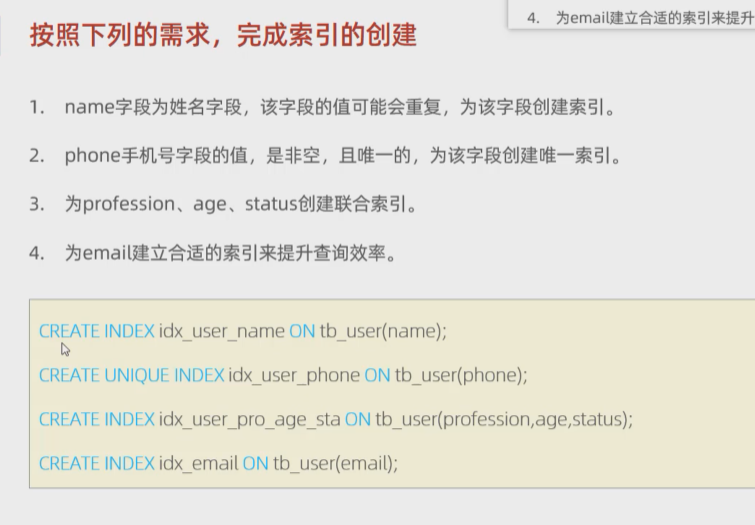 4. 为email建立合适的索引来提升
按照下列的需求，完成索引的创建
1. name字段为姓名字段，该字段的值可能会重复，为该字段创建索引。
2. phone手机号字段的值，是非空，且唯一的，为该字段创建唯一索引。
3. 为profession、age、status创建联合索引。
4. 为email建立合适的索引来提升查询效率。
CREATE INDEX idx_user_name ON tb_user(name);
CREATE UNIQUE INDEX idx_user_phone ON tb_user(phone);
CREATE INDEX idx_user_pro_age_sta ON tb_user(profession,age,status);
CREATE INDEX idx_email ON tb_user(email);